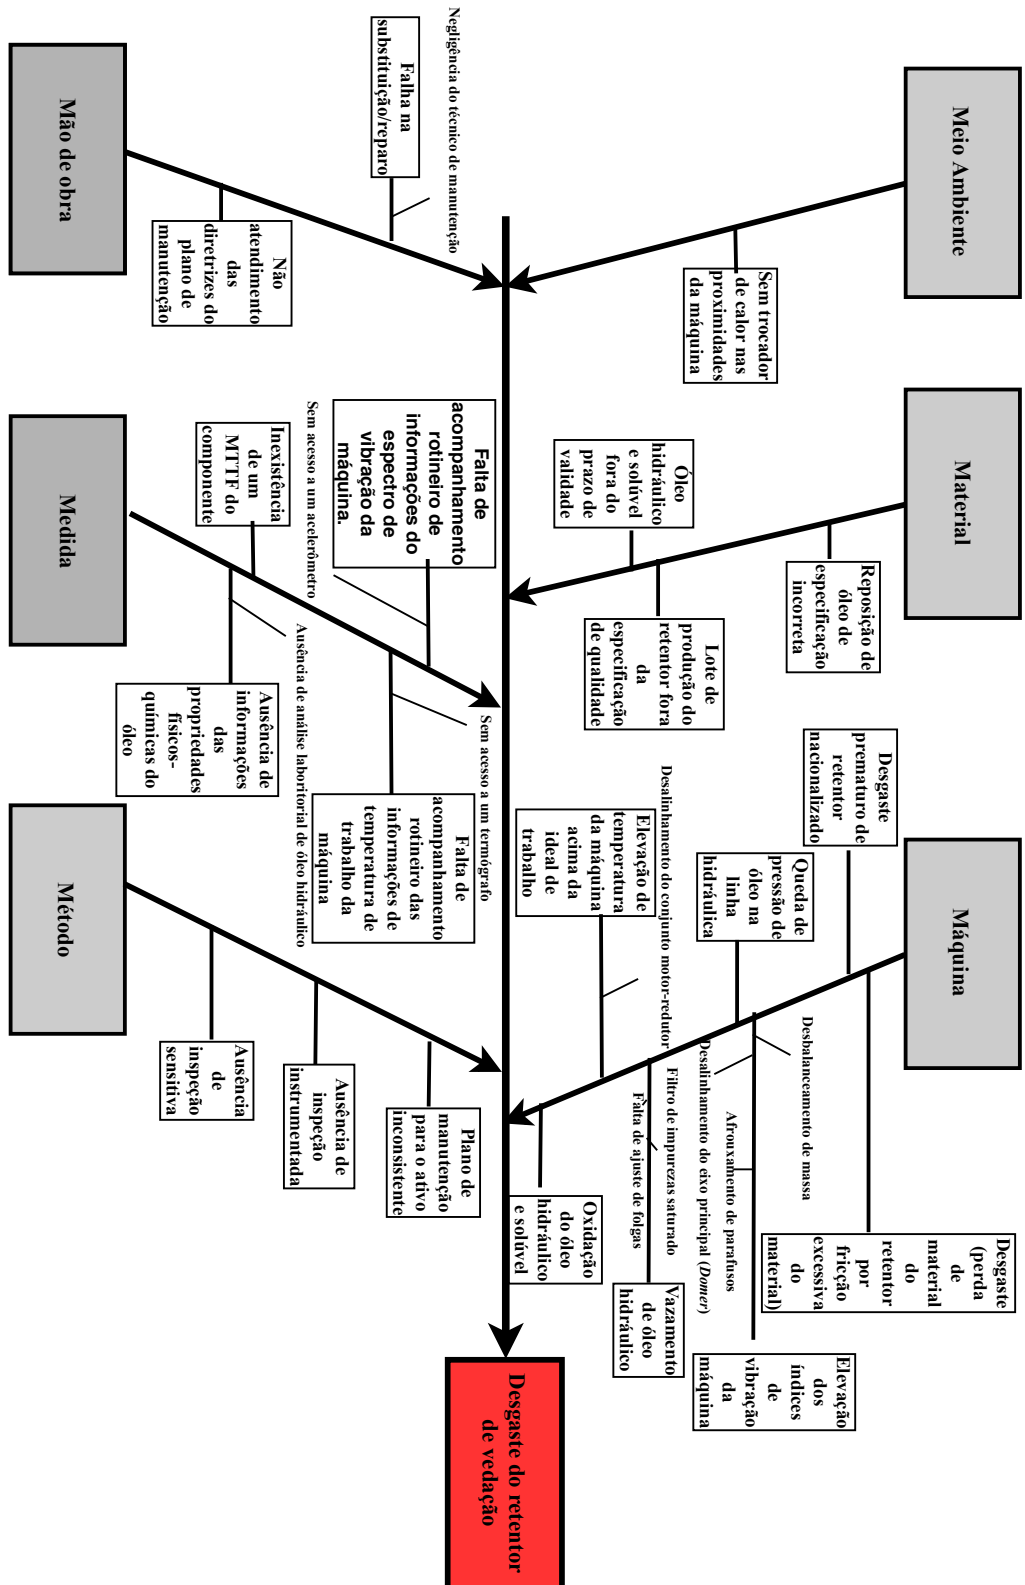 Meio Ambiente
Sem trocador
de calor nas
proximidades
da máquina
Material
Reposição de
óleo de
especificação
incorreta
Óleo
hidráulico
e solúvel
fora do
prazo de
validade
Lote de
produção do
retentor fora
da
especificação
de qualidade
Máquina
Desgaste
prematuro de
retentor
nacionalizado
Desgaste
(perda
de
material
do
retentor
por
fricção
excessiva
do
material)
Queda de
pressão de
óleo na
linha
hidráulica
Elevação
dos
índices
de
vibração
da
máquina
Desbalanceamento de massa
Afrouxamento de parafusos
Desalinhamento do eixo principal (Domer)
Elevação de
temperatura
da máquina
acima da
ideal de
trabalho
Desalinhamento do conjunto motor-redutor
Vazamento
de óleo
hidráulico
Filtro de impurezas saturado
Falta de ajuste de folgas
Oxidação
do óleo
hidráulico
e solúvel
Mão de obra
Negligência do técnico de manutenção
Falha na
substituição/reparo
Não
atendimento
das
diretrizes do
plano de
manutenção
Medida
Falta de
acompanhamento
rotineiro de
informações do
espectro de
vibração da
máquina.
Sem acesso a um acelerômetro
Inexistência
de um
MTTF do
componente
Sem acesso a um termógrafo
Falta de
acompanhamento
rotineiro das
informações de
temperatura de
trabalho da
máquina
Ausência de análise laboritorial de óleo hidráulico
Ausência de
informações
das
propriedades
físicos-
químicas do
óleo
Método
Plano de
manutenção
para o ativo
inconsistente
Ausência de
inspeção
instrumentada
Ausência
de
inspeção
sensitiva
Desgaste do retentor
de vedação